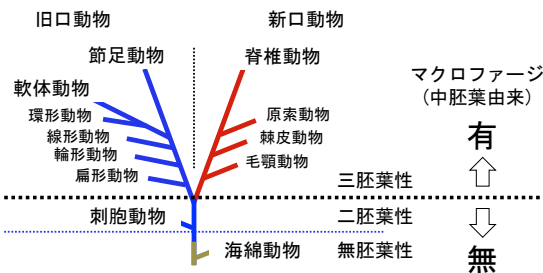 旧口動物
新口動物
節足動物
脊椎動物
軟体動物
環形動物
線形動物
輪形動物
扁形動物
原索動物
棘皮動物
毛顎動物
マクロファージ
（中胚葉由来）
有
三胚葉性
刺胞動物
二胚葉性
海綿動物
無胚葉性
無